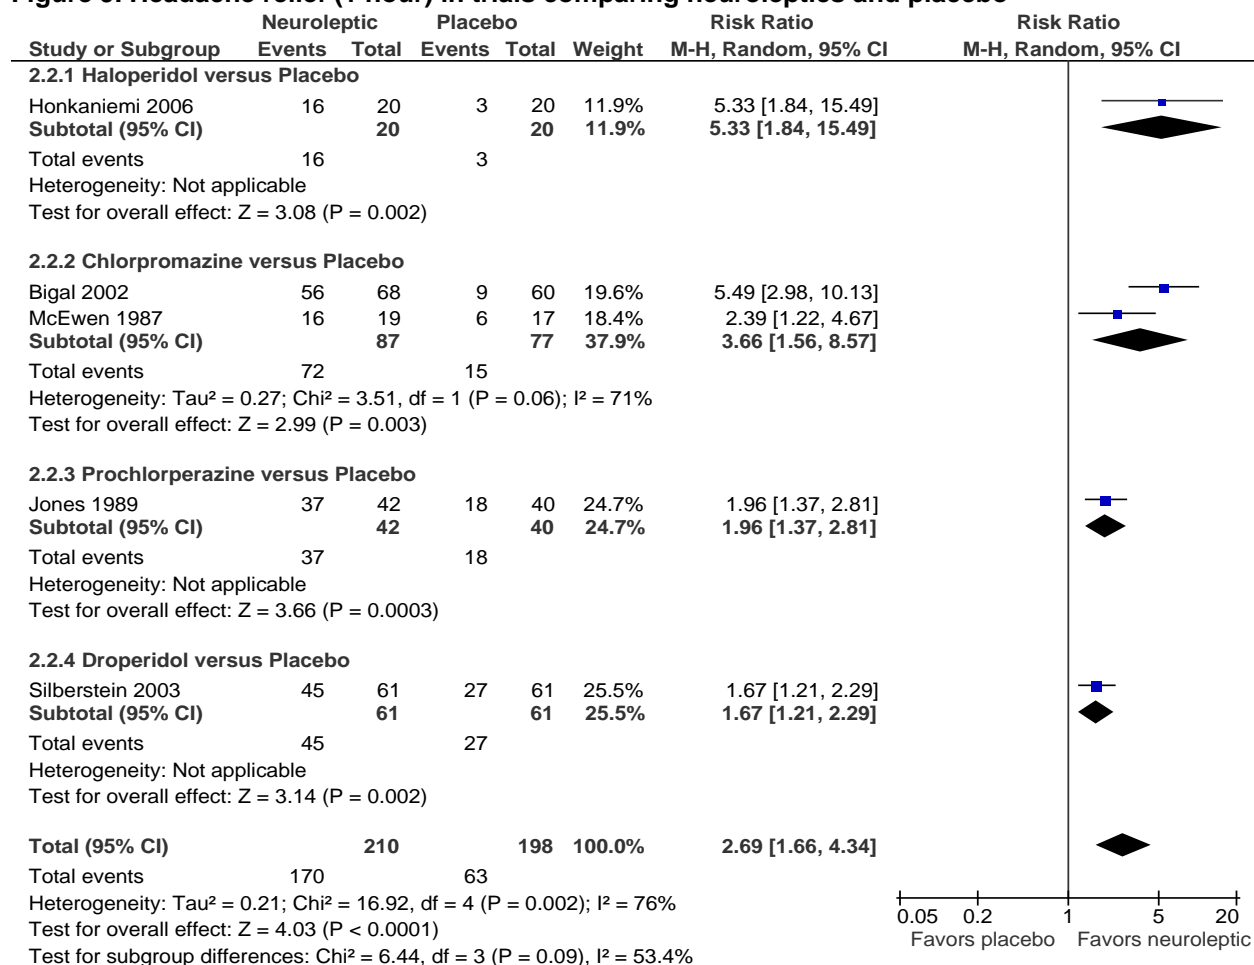 Neuroleptic Placebo Risk Ratio Risk Ratio
Study or Subgroup Events Total Events Total Weight M-H, Random, 95% CI M-H, Random, 95% CI
2.2.1 Haloperidol versus Placebo
Honkaniemi 2006 16 20 3 20 11.9% 5.33 [1.84, 15.49]
Subtotal (95% CI) 20 20 11.9% 5.33 [1.84, 15.49]
Total events 16 3
Heterogeneity: Not applicable
Test for overall effect: Z = 3.08 (P = 0.002)
2.2.2 Chlorpromazine versus Placebo
Bigal 2002 56 68 9 60 19.6% 5.49 [2.98, 10.13]
McEwen 1987 16 19 6 17 18.4% 2.39 [1.22, 4.67]
Subtotal (95% CI) 87 77 37.9% 3.66 [1.56, 8.57]
Total events 72 15
Heterogeneity: Tau² = 0.27; Chi² = 3.51, df = 1 (P = 0.06); I² = 71%
Test for overall effect: Z = 2.99 (P = 0.003)
2.2.3 Prochlorperazine versus Placebo
Jones 1989 37 42 18 40 24.7% 1.96 [1.37, 2.81]
Subtotal (95% CI) 42 40 24.7% 1.96 [1.37, 2.81]
Total events 37 18
Heterogeneity: Not applicable
Test for overall effect: Z = 3.66 (P = 0.0003)
2.2.4 Droperidol versus Placebo
Silberstein 2003 45 61 27 61 25.5% 1.67 [1.21, 2.29]
Subtotal (95% CI) 61 61 25.5% 1.67 [1.21, 2.29]
Total events 45 27
Heterogeneity: Not applicable
Test for overall effect: Z = 3.14 (P = 0.002)
Total (95% CI) 210 198 100.0% 2.69 [1.66, 4.34]
Total events 170 63
Heterogeneity: Tau² = 0.21; Chi² = 16.92, df = 4 (P = 0.002); I² = 76%
Test for overall effect: Z = 4.03 (P < 0.0001)
Test for subgroup differences: Chi² = 6.44, df = 3 (P = 0.09), I² = 53.4%
0.05 0.2 1 5 20
Favors placebo Favors neuroleptic